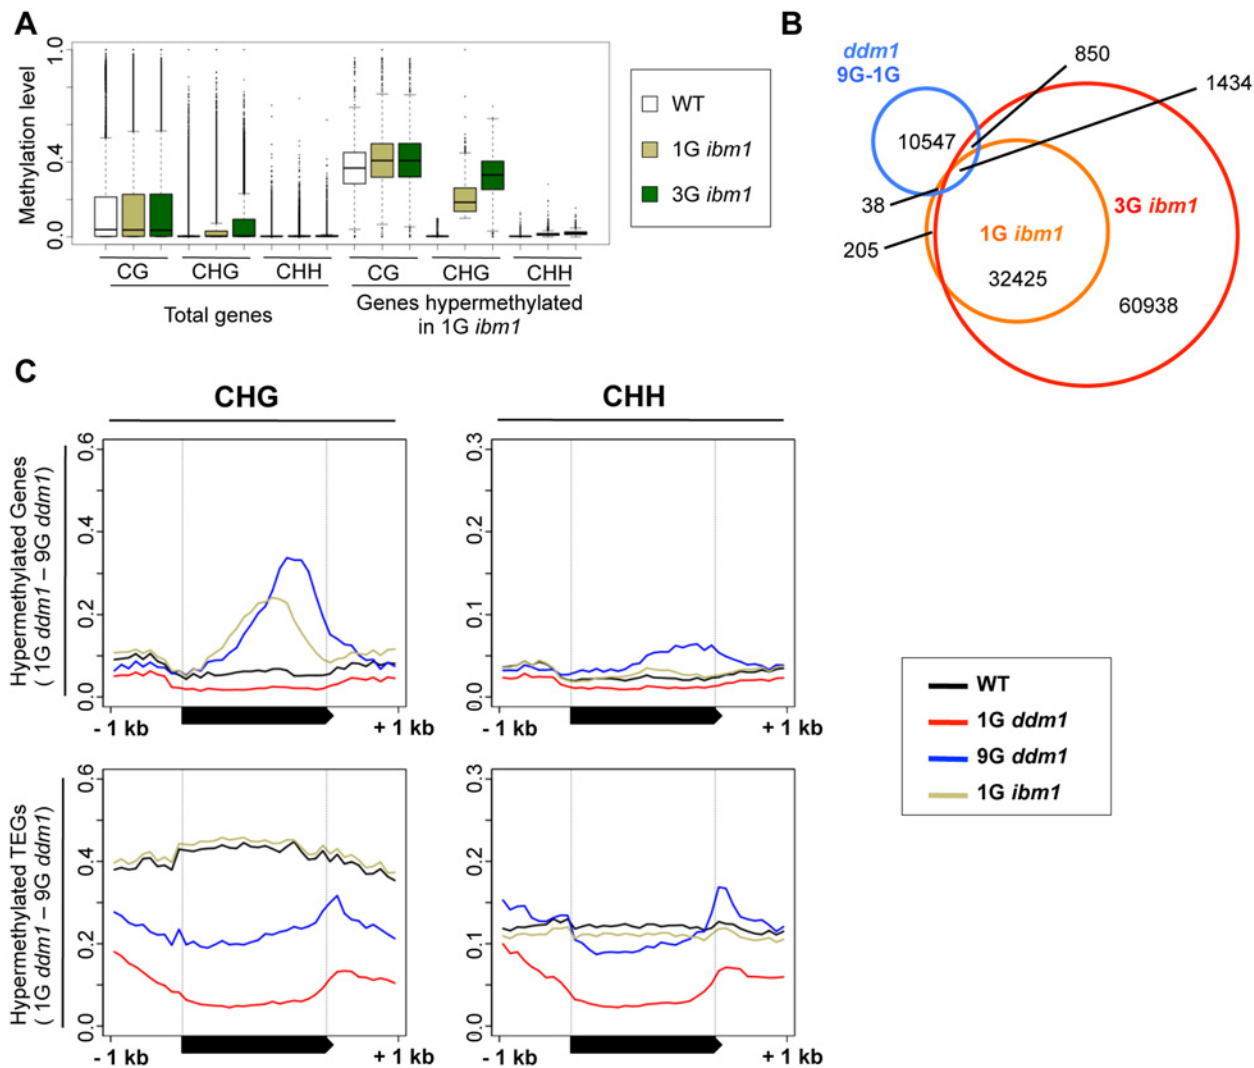 A
Methylation level
1.0
0.4
0.0
CG
CHG
CHH
CG
CHG
CHH
Total genes
Genes hypermethylated
in 1G ibm1
WT
1G ibm1
3G ibm1
B
ddm1
9G-1G
850
1434
10547
38
205
1G ibm1
3G ibm1
32425
60938
C
CHG
CHH
Hypermethylated Genes
( 1G ddm1 – 9G ddm1)
0.6
0.4
0.2
0.0
- 1 kb
+ 1 kb
0.3
0.2
0.1
0.0
- 1 kb
+ 1 kb
Hypermethylated TEGs
( 1G ddm1 – 9G ddm1)
0.6
0.4
0.2
0.0
- 1 kb
+ 1 kb
0.3
0.2
0.1
0.0
- 1 kb
+ 1 kb
WT
1G ddm1
9G ddm1
1G ibm1